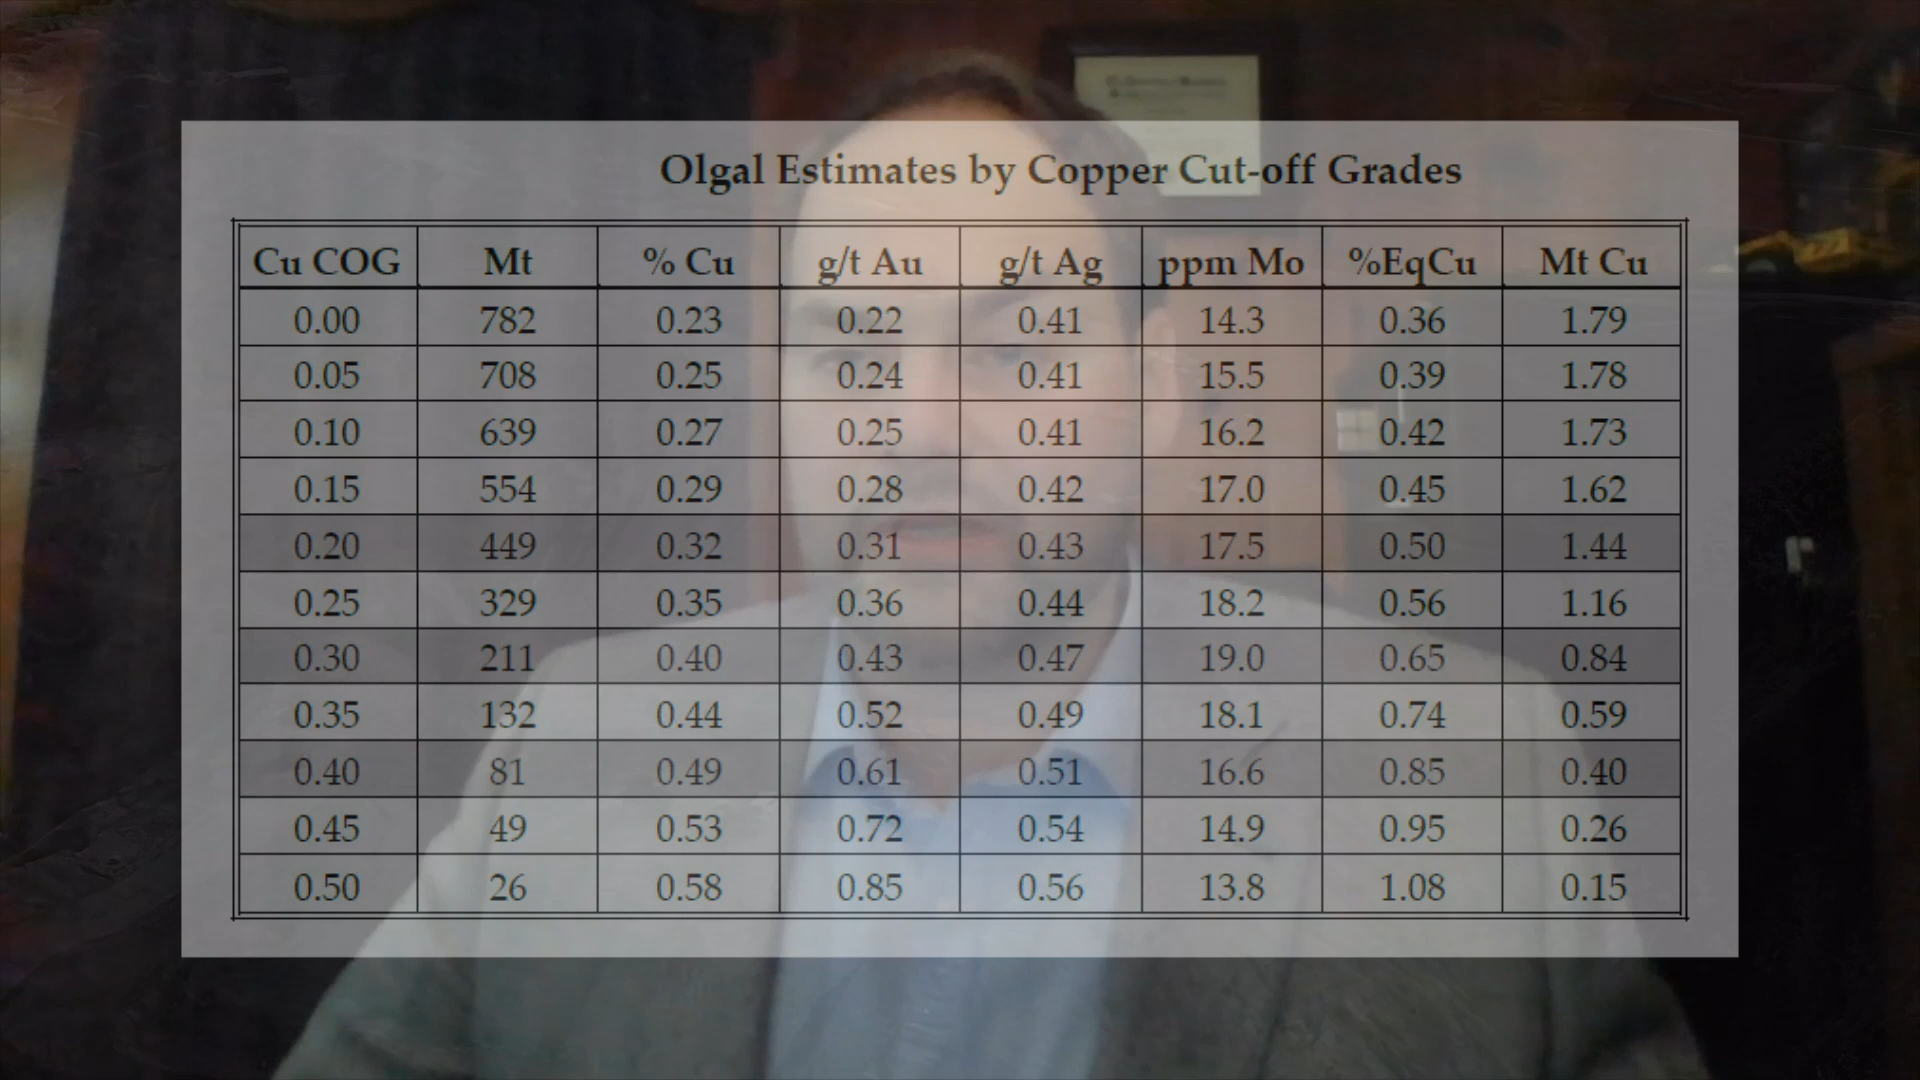 Olgal Estimates by Copper Cut-off Grades
Cu COG Mt % Cu g/t Au g/t Ag ppm Mo %EqCu Mt Cu
0.00 782 0.23 0.22 0.41 14.3 0.36 1.79
0.05 708 0.25 0.24 0.41 15.5 0.39 1.78
0.10 639 0.27 0.25 0.41 16.2 0.42 1.73
0.15 554 0.29 0.28 0.42 17.0 0.45 1.62
0.20 449 0.32 0.31 0.43 17.5 0.50 1.44
0.25 329 0.35 0.36 0.44 18.2 0.56 1.16
0.30 211 0.40 0.43 0.47 19.0 0.65 0.84
0.35 132 0.44 0.52 0.49 18.1 0.74 0.59
0.40 81 0.49 0.61 0.51 16.6 0.85 0.40
0.45 49 0.53 0.72 0.54 14.9 0.95 0.26
0.50 26 0.58 0.85 0.56 13.8 1.08 0.15